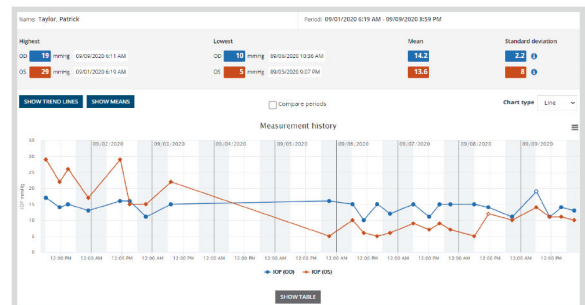 Name: Taylor, Patrick
Period: 09/01/2020 6:19 AM - 09/09/2020 8:59 PM
Highest Lowest Mean Standard deviation
OD 19 mmHg 09/09/2020 6:11 AM OD 10 mmHg 09/06/2020 10:36 AM 14.2 2.2
OS 29 mmHg 09/01/2020 6:19 AM OS 5 mmHg 09/05/2020 9:07 PM 13.6 8
SHOW TREND LINES SHOW MEANS Compare periods Chart type Line
Measurement history
09/02/2020 09/03/2020 09/04/2020 09/05/2020 09/06/2020 09/07/2020 09/08/2020 09/09/2020
IOP mmHg
35
30
25
20
15
10
5
0
12:00 PM 12:00 AM 12:00 PM 12:00 AM 12:00 PM 12:00 AM 12:00 PM 12:00 AM 12:00 PM 12:00 AM 12:00 PM 12:00 AM 12:00 PM 12:00 AM 12:00 PM 12:00 AM 12:00 PM
IOP (OD) IOP (OS)
SHOW TABLE